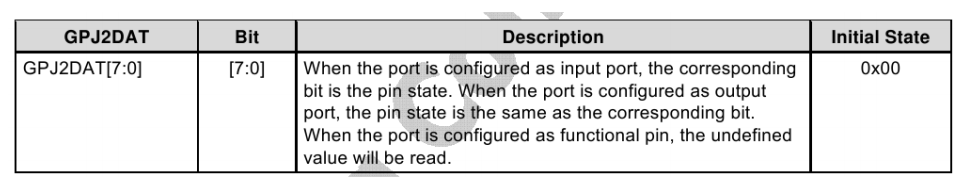 GPJ2DAT Bit Description Initial State
GPJ2DAT[7:0] [7:0] When the port is configured as input port, the corresponding 0x00
bit is the pin state. When the port is configured as output
port, the pin state is the same as the corresponding bit.
When the port is configured as functional pin, the undefined
value will be read.